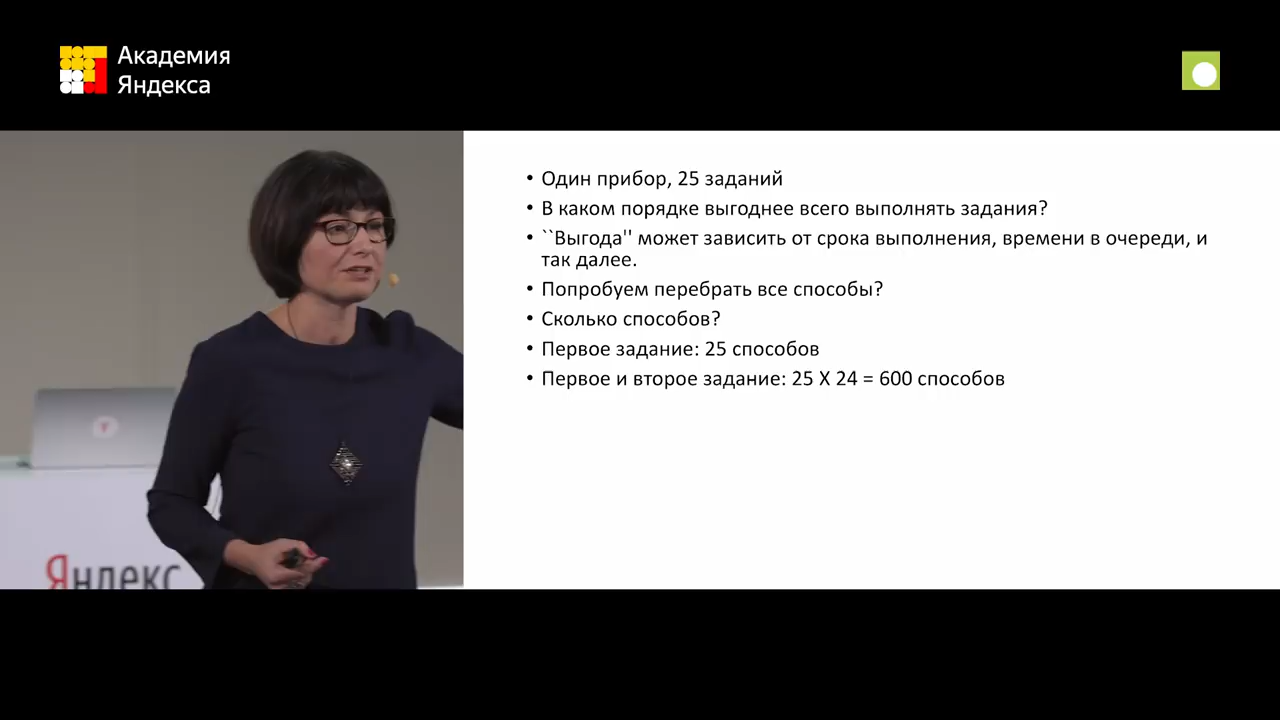 Академия
Яндекса
• Один прибор, 25 заданий
• В каком порядке выгоднее всего выполнять задания?
• ``Выгода'' может зависить от срока выполнения, времени в очереди, и
так далее.
• Попробуем перебрать все способы?
• Сколько способов?
• Первое задание: 25 способов
• Первое и второе задание: 25 X 24 = 600 способов
Яндекс